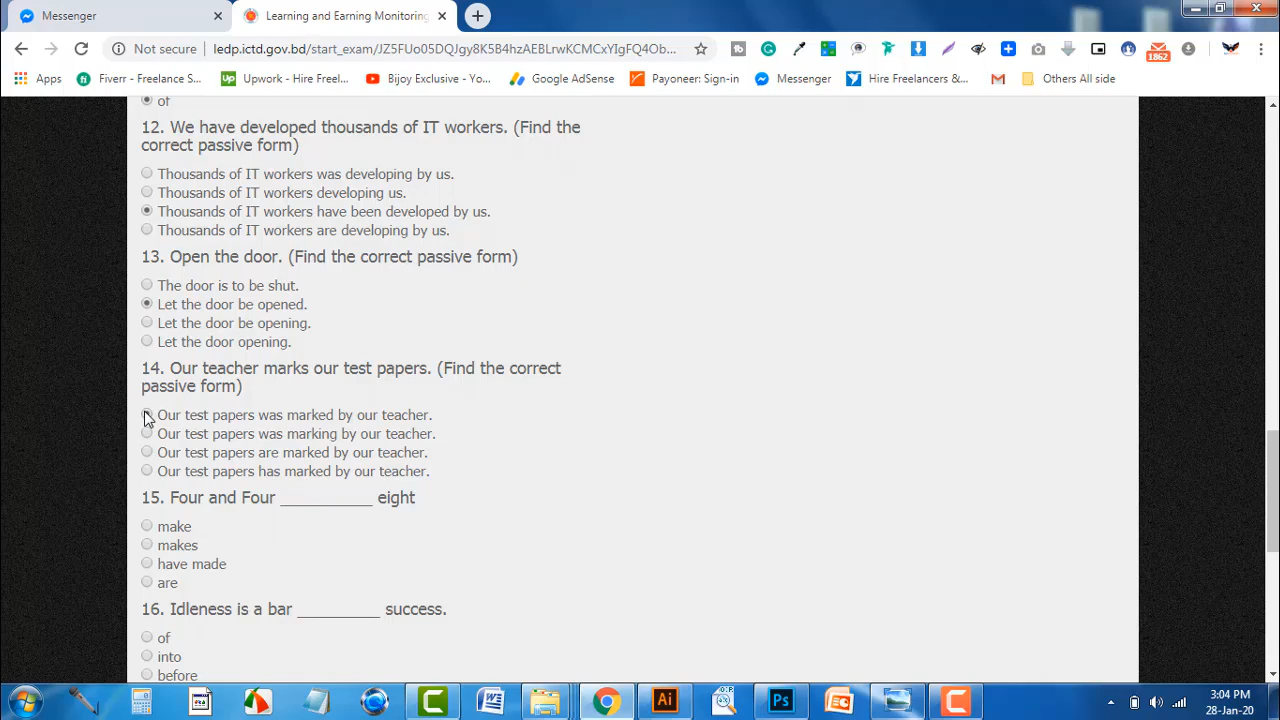 Messenger
Learning and Earning Monitoring
Not secure
ledp.ictd.gov.bd/start_exam/JZ5FUo05DQJgy8K5B4hzAEBLrwKCMCxYIgFQ4Ob...
1862
Apps
Fiverr - Freelance S...
Upwork - Hire Freel...
Bijoy Exclusive - Yo...
Google AdSense
Payoneer: Sign-in
Messenger
Hire Freelancers &...
Others All side
of
12. We have developed thousands of IT workers. (Find the
correct passive form)
Thousands of IT workers was developing by us.
Thousands of IT workers developing us.
Thousands of IT workers have been developed by us.
Thousands of IT workers are developing by us.
13. Open the door. (Find the correct passive form)
The door is to be shut.
Let the door be opened.
Let the door be opening.
Let the door opening.
14. Our teacher marks our test papers. (Find the correct
passive form)
Our test papers was marked by our teacher.
Our test papers was marking by our teacher.
Our test papers are marked by our teacher.
Our test papers has marked by our teacher.
15. Four and Four __________ eight
make
makes
have made
are
16. Idleness is a bar _________ success.
of
into
before
3:04 PM
28-Jan-20